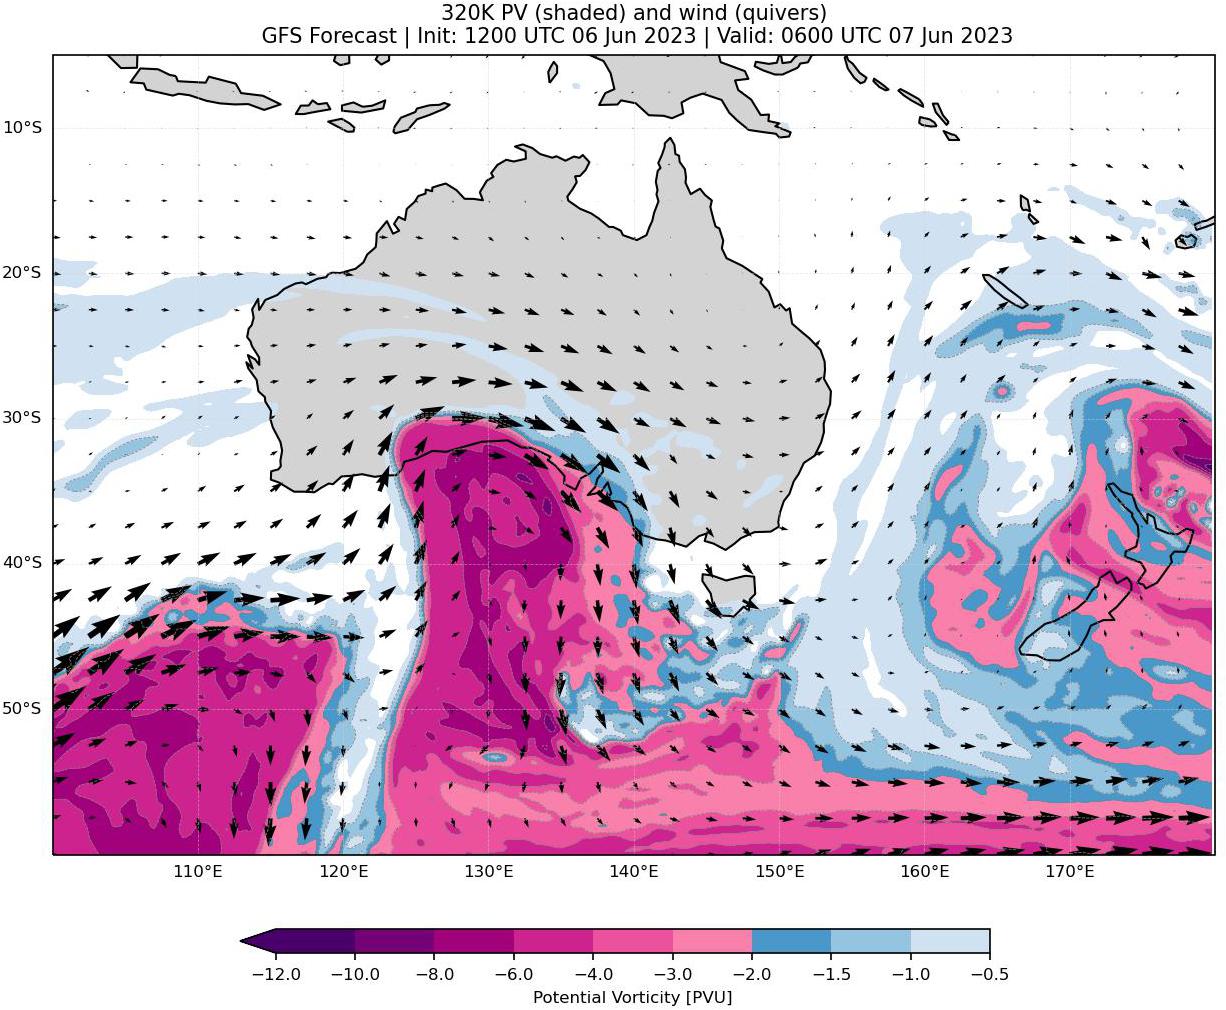 320K PV (shaded) and wind (quivers)
GFS Forecast | Init: 1200 UTC 06 Jun 2023 | Valid: 0600 UTC 07 Jun 2023
10°S
20°S
30°S
40°S
50°S
110°E 120°E 130°E 140°E 150°E 160°E 170°E
−12.0 −10.0 −8.0 −6.0 −4.0 −3.0 −2.0 −1.5 −1.0 −0.5
Potential Vorticity [PVU]